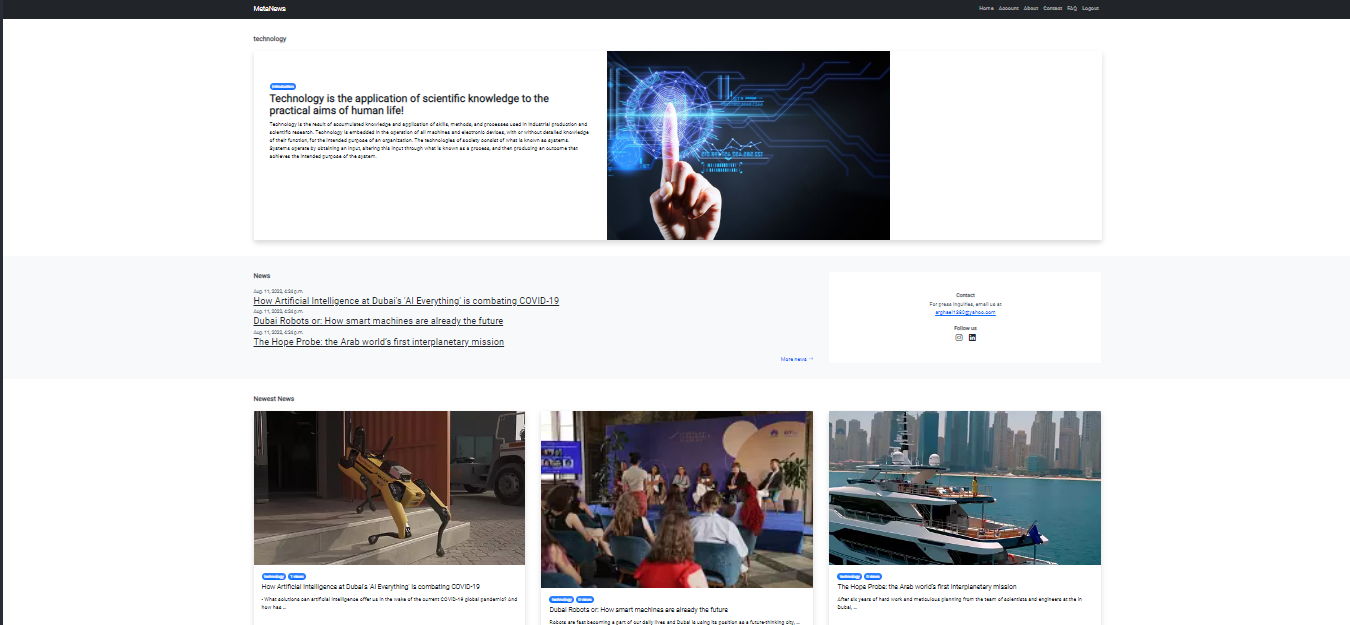 MetaNews
Home Account About Contact FAQ Logout
technology
Introduction
Technology is the application of scientific knowledge to the
practical aims of human life!
Technology is the result of accumulated knowledge and application of skills, methods, and processes used in industrial production and
scientific research. Technology is embedded in the operation of all machines and electronic devices, with or without detailed knowledge
of their function, for the intended purpose of an organization. The technologies of society consist of what is known as systems.
Systems operate by obtaining an input, altering this input through what is known as a process, and then producing an outcome that
achieves the intended purpose of the system.
News
Aug. 11, 2022, 4:24 p.m.
How Artificial Intelligence at Dubai's 'AI Everything' is combating COVID-19
Aug. 11, 2022, 4:24 p.m.
Dubai Robots or: How smart machines are already the future
Aug. 11, 2022, 4:24 p.m.
The Hope Probe: the Arab world's first interplanetary mission
More news →
Contact
For press inquiries, email us at
Follow us
Newest News
technology 1 views
How Artificial Intelligence at Dubai's 'AI Everything' is combating COVID-19
- What solutions can artificial intelligence offer us in the wake of the current COVID-19 global pandemic? And
how has ...
technology 0 views
Dubai Robots or: How smart machines are already the future
Robots are fast becoming a part of our daily lives and Dubai is using its position as a future-thinking city, ...
technology 0 views
The Hope Probe: the Arab world's first interplanetary mission
After six years of hard work and meticulous planning from the team of scientists and engineers at the in
Dubai, ...